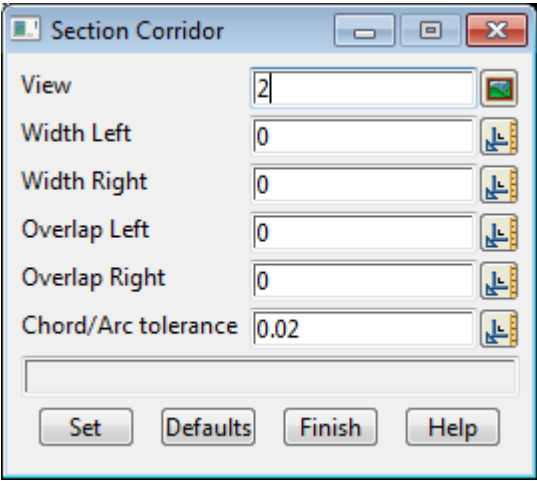 Section Corridor
View 2
Width Left 0
Width Right 0
Overlap Left 0
Overlap Right 0
Chord/Arc tolerance 0.02
Set Defaults Finish Help